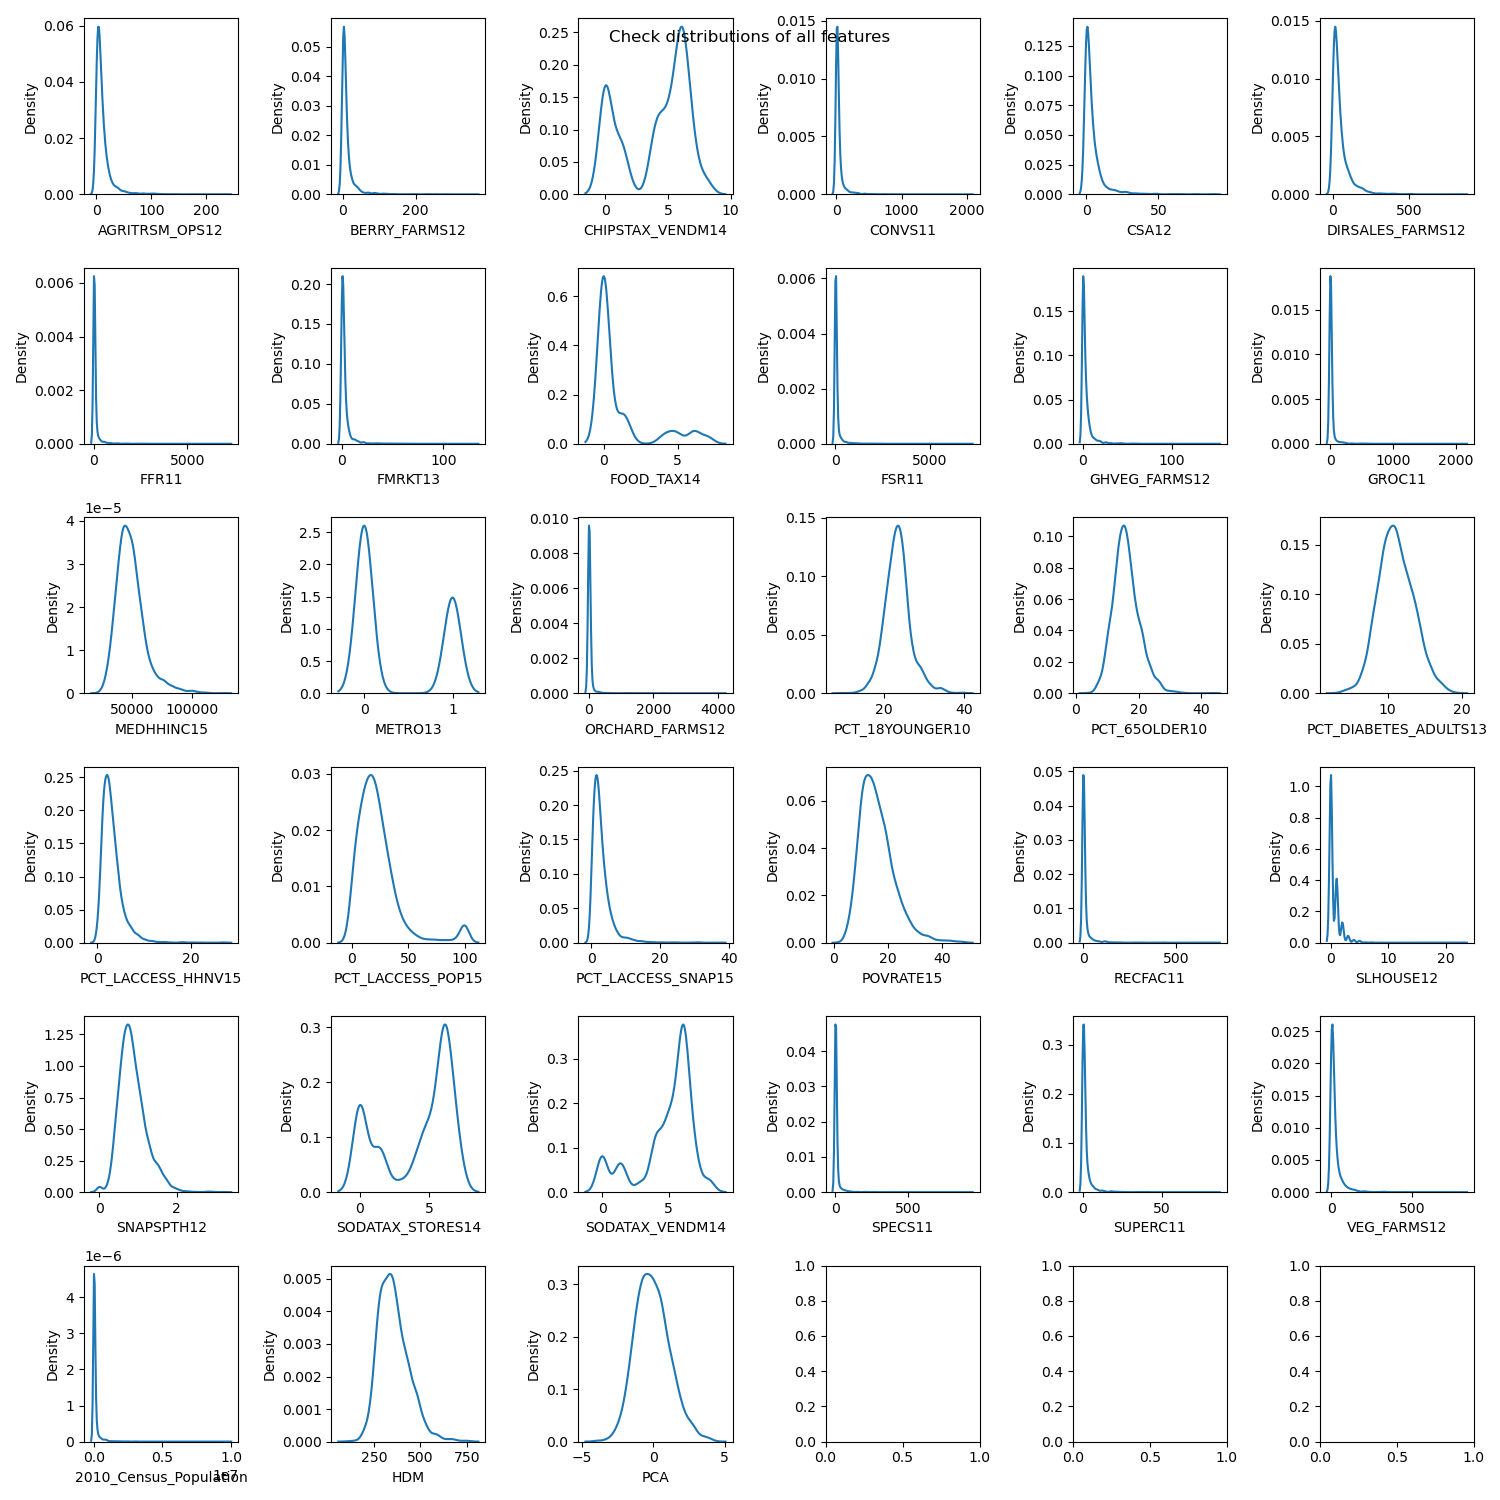 Check distributions of all features
0.06
0.04
0.02
0.00
Density
0 100 200
AGRITRSM_OPS12
0.05
0.04
0.03
0.02
0.01
0.00
Density
0 200
BERRY_FARMS12
0.25
0.20
0.15
0.10
0.05
0.00
Density
0 5 10
CHIPSTAX_VENDM14
0.015
0.010
0.005
0.000
Density
0 1000 2000
CONVS11
0.125
0.100
0.075
0.050
0.025
0.000
Density
0 50
CSA12
0.015
0.010
0.005
0.000
Density
0 500
DIRSALES_FARMS12
0.006
0.004
0.002
0.000
Density
0 5000
FFR11
0.20
0.15
0.10
0.05
0.00
Density
0 100
FMRKT13
0.6
0.4
0.2
0.0
Density
0 5
FOOD_TAX14
0.006
0.004
0.002
0.000
Density
0 5000
FSR11
0.15
0.10
0.05
0.00
Density
0 100
GHVEG_FARMS12
0.015
0.010
0.005
0.000
Density
0 1000 2000
GROC11
1e−5
4
3
2
1
0
Density
50000 100000
MEDHHINC15
2.5
2.0
1.5
1.0
0.5
0.0
Density
0 1
METRO13
0.010
0.008
0.006
0.004
0.002
0.000
Density
0 2000 4000
ORCHARD_FARMS12
0.15
0.10
0.05
0.00
Density
20 40
PCT_18YOUNGER10
0.10
0.08
0.06
0.04
0.02
0.00
Density
0 20 40
PCT_65OLDER10
0.15
0.10
0.05
0.00
Density
10 20
PCT_DIABETES_ADULTS13
0.25
0.20
0.15
0.10
0.05
0.00
Density
0 20
PCT_LACCESS_HHNV15
0.03
0.02
0.01
0.00
Density
0 50 100
PCT_LACCESS_POP15
0.25
0.20
0.15
0.10
0.05
0.00
Density
0 20 40
PCT_LACCESS_SNAP15
0.06
0.04
0.02
0.00
Density
0 20 40
POVRATE15
0.05
0.04
0.03
0.02
0.01
0.00
Density
0 500
RECFAC11
1.0
0.8
0.6
0.4
0.2
0.0
Density
0 10 20
SLHOUSE12
1.25
1.00
0.75
0.50
0.25
0.00
Density
0 2
SNAPSPTH12
0.3
0.2
0.1
0.0
Density
0 5
SODATAX_STORES14
0.3
0.2
0.1
0.0
Density
0 5
SODATAX_VENDM14
0.04
0.03
0.02
0.01
0.00
Density
0 500
SPECS11
0.3
0.2
0.1
0.0
Density
0 50
SUPERC11
0.025
0.020
0.015
0.010
0.005
0.000
Density
0 500
VEG_FARMS12
1e−6
4
3
2
1
0
Density
0.0 0.5 1.0
1e7
2010_Census_Population
0.005
0.004
0.003
0.002
0.001
0.000
Density
250 500 750
HDM
0.3
0.2
0.1
0.0
Density
−5 0 5
PCA
1.0
0.8
0.6
0.4
0.2
0.0
0.0 0.5 1.0
1.0
0.8
0.6
0.4
0.2
0.0
0.0 0.5 1.0
1.0
0.8
0.6
0.4
0.2
0.0
0.0 0.5 1.0